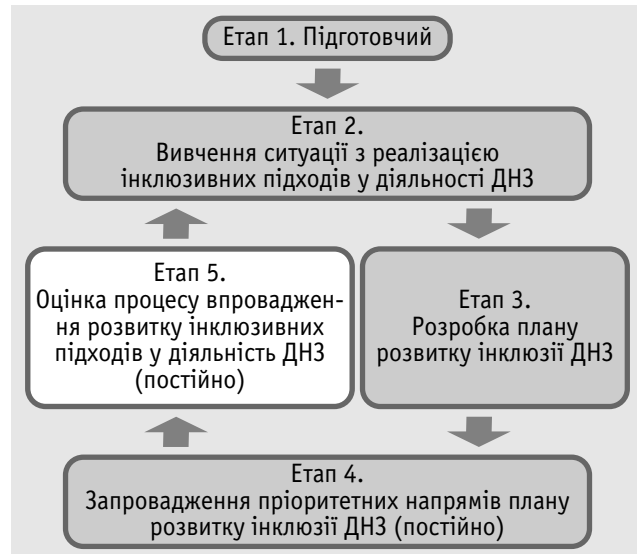 Етап 1. Підготовчий
Етап 2.
Вивчення ситуації з реалізацією
інклюзивних підходів у діяльності ДНЗ
Етап 5.
Оцінка процесу впроваджен-
ня розвитку інклюзивних
підходів у діяльність ДНЗ
(постійно)
Етап 3.
Розробка плану
розвитку інклюзії ДНЗ
Етап 4.
Запровадження пріоритетних напрямів плану
розвитку інклюзії ДНЗ (постійно)